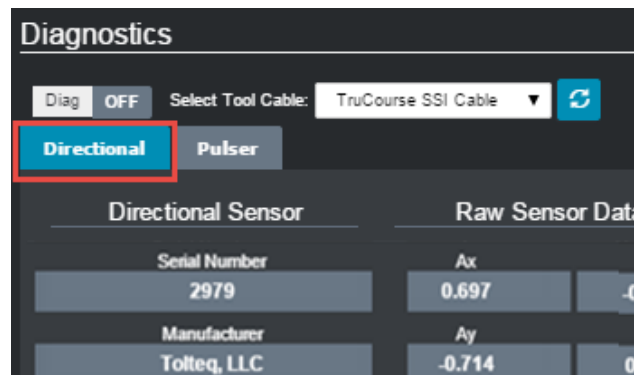 Diagnostics
Diag OFF Select Tool Cable: TruCourse SSI Cable
Directional Pulser
Directional Sensor Raw Sensor Data
Serial Number Ax
2979 0.697
Manufacturer Ay
Tolteq, LLC -0.714